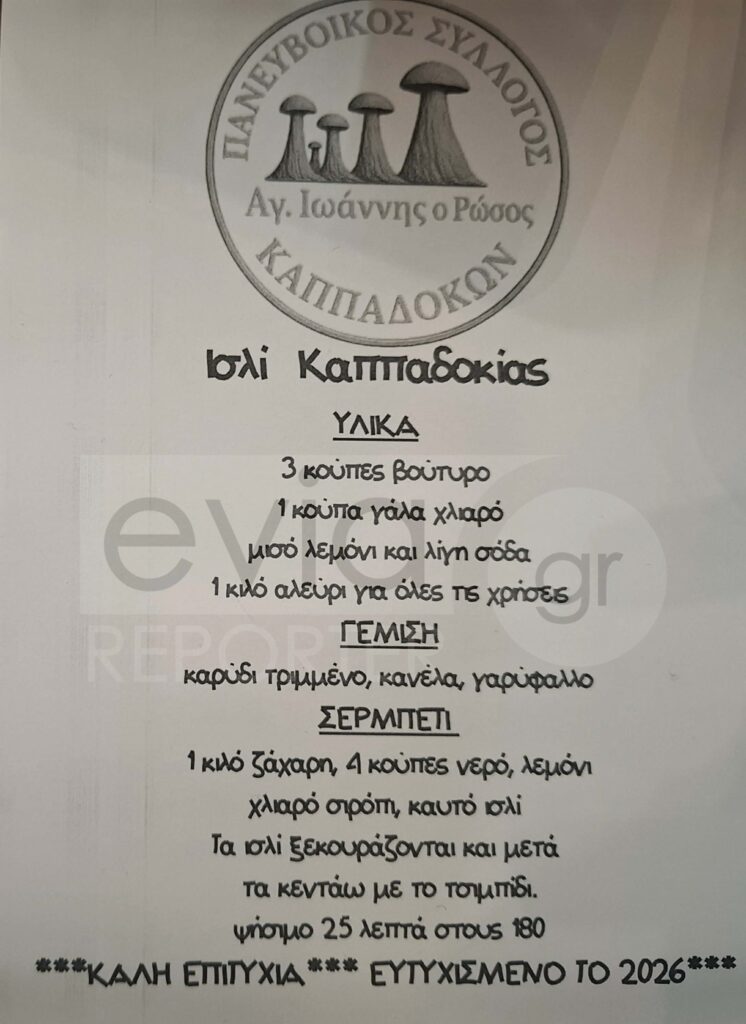 ΠΑΝΕΥΒΟΙΚΟΣ ΣΥΛΛΟΓΟΣ
Αγ. Ιωάννης ο Ρώσος
ΚΑΠΠΑΔΟΚΩΝ
Ισλί Καππαδοκίας
ΥΛΙΚΑ
3 κούπες βούτυρο
1 κούπα γάλα χλιαρό
μισό λεμόνι και λίγη σόδα
1 κιλό αλεύρι για όλες τις χρήσεις
ΓΕΜΙΣΗ
καρύδι τριμμένο, κανέλα, γαρύφαλλο
ΣΕΡΜΠΕΤΙ
1 κιλό ζάχαρη, 4 κούπες νερό, λεμόνι
χλιαρό σιρόπι, καυτό ισλί
Τα ισλί ξεκουράζονται και μετά
τα κεντάω με το τσιμπίδι.
ψήσιμο 25 λεπτά στους 180
***ΚΑΛΗ ΕΠΙΤΥΧΙΑ*** ΕΥΤΥΧΙΣΜΕΝΟ ΤΟ 2026***
evia.gr
REPORTER